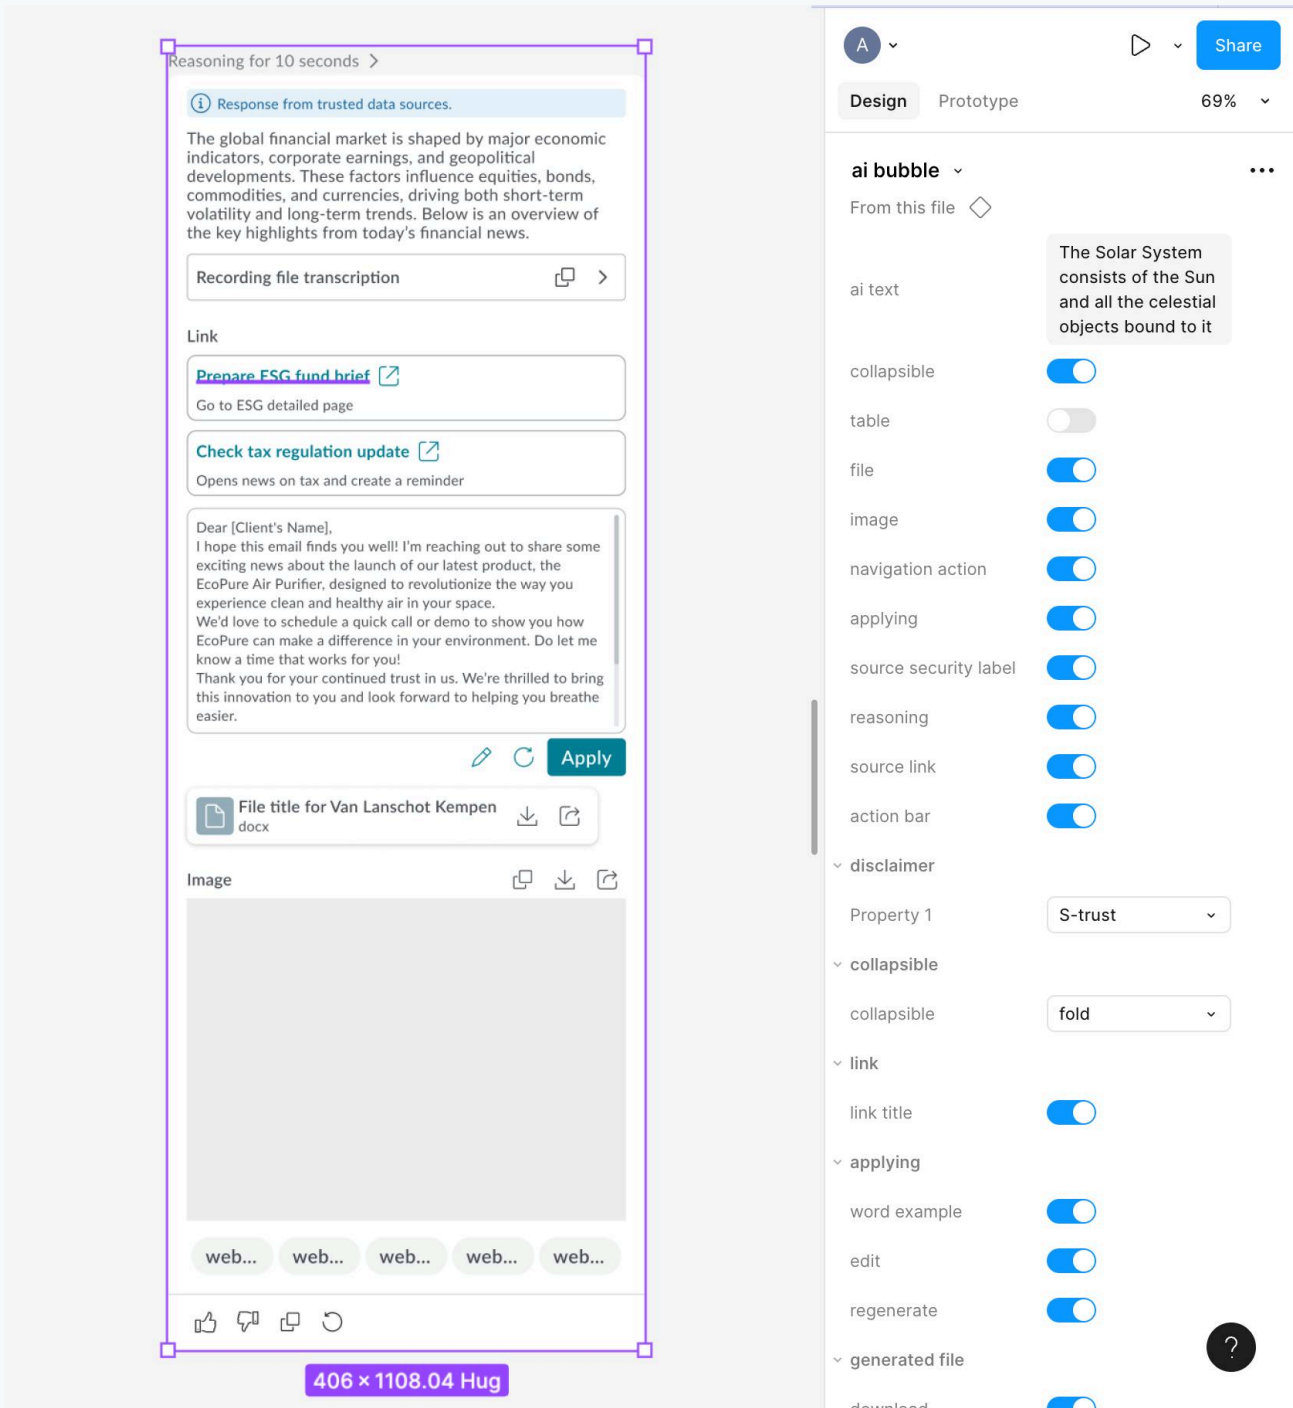 Reasoning for 10 seconds
Response from trusted data sources.
The global financial market is shaped by major economic
indicators, corporate earnings, and geopolitical
developments. These factors influence equities, bonds,
commodities, and currencies, driving both short-term
volatility and long-term trends. Below is an overview of
the key highlights from today's financial news.
Recording file transcription
Link
Prepare ESG fund brief
Go to ESG detailed page
Check tax regulation update
Opens news on tax and create a reminder
Dear [Client's Name],
I hope this email finds you well! I'm reaching out to share some
exciting news about the launch of our latest product, the
EcoPure Air Purifier, designed to revolutionize the way you
experience clean and healthy air in your space.
We'd love to schedule a quick call or demo to show you how
EcoPure can make a difference in your environment. Do let me
know a time that works for you!
Thank you for your continued trust in us. We're thrilled to bring
this innovation to you and look forward to helping you breathe
easier.
Apply
File title for Van Lanschot Kempen
docx
Image
web... web... web... web... web...
406 × 1108.04 Hug
A
Share
Design Prototype 69%
ai bubble
From this file
ai text
The Solar System
consists of the Sun
and all the celestial
objects bound to it
collapsible
table
file
image
navigation action
applying
source security label
reasoning
source link
action bar
disclaimer
Property 1 S-trust
collapsible
collapsible fold
link
link title
applying
word example
edit
regenerate
generated file
download
?